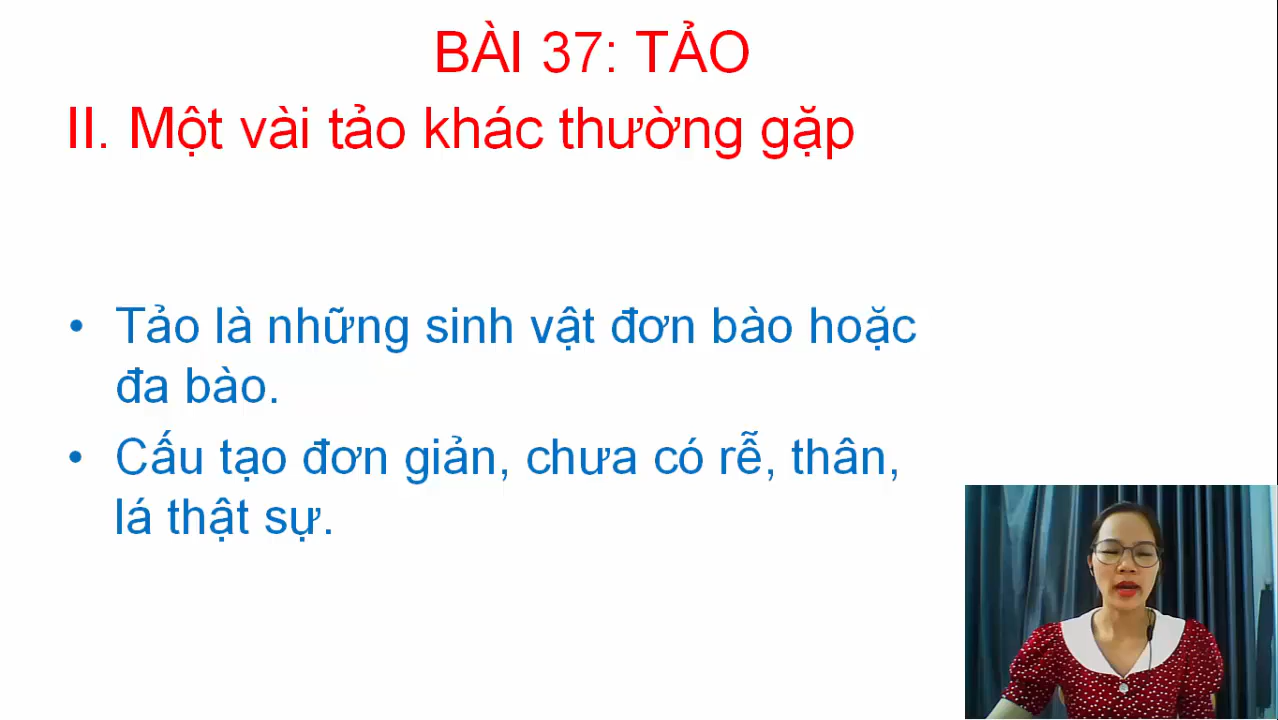 BÀI 37: TẢO
II. Một vài tảo khác thường gặp
• Tảo là những sinh vật đơn bào hoặc
đa bào.
• Cấu tạo đơn giản, chưa có rễ, thân,
lá thật sự.